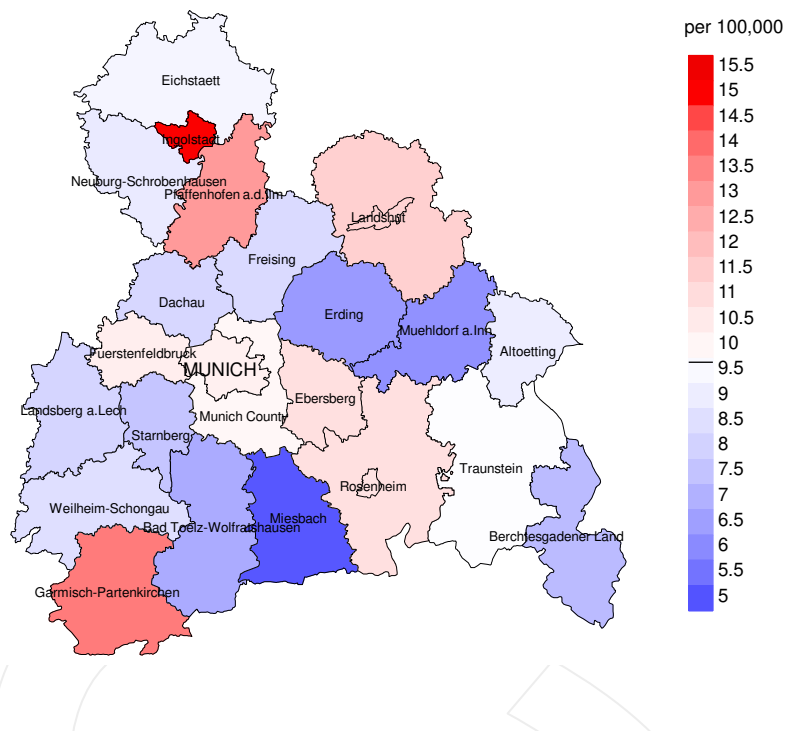 per 100,000
15.5
15
14.5
14
13.5
13
12.5
12
11.5
11
10.5
10
9.5
9
8.5
8
7.5
7
6.5
6
5.5
5
Eichstaett
Ingolstadt
Neuburg-Schrobenhausen
Pfaffenhofen a.d.Ilm
Landshut
Freising
Dachau
Erding
Muehldorf a.Inn
Altoetting
Fuerstenfeldbruck
MUNICH
Ebersberg
Landsberg a.Lech
Munich County
Starnberg
Traunstein
Rosenheim
Weilheim-Schongau
Miesbach
Bad Toelz-Wolfratshausen
Berchtesgadener Land
Garmisch-Partenkirchen